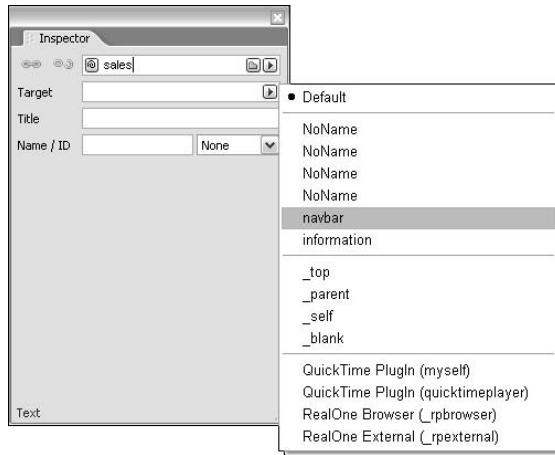 Inspector
sales
Target
Title
Name / ID
None
Text
Default
NoName
NoName
NoName
NoName
navbar
information
_top
_parent
_self
_blank
QuickTime PlugIn (myself)
QuickTime PlugIn (quicktimeplayer)
RealOne Browser (_rpbrowser)
RealOne External (_rpexternal)